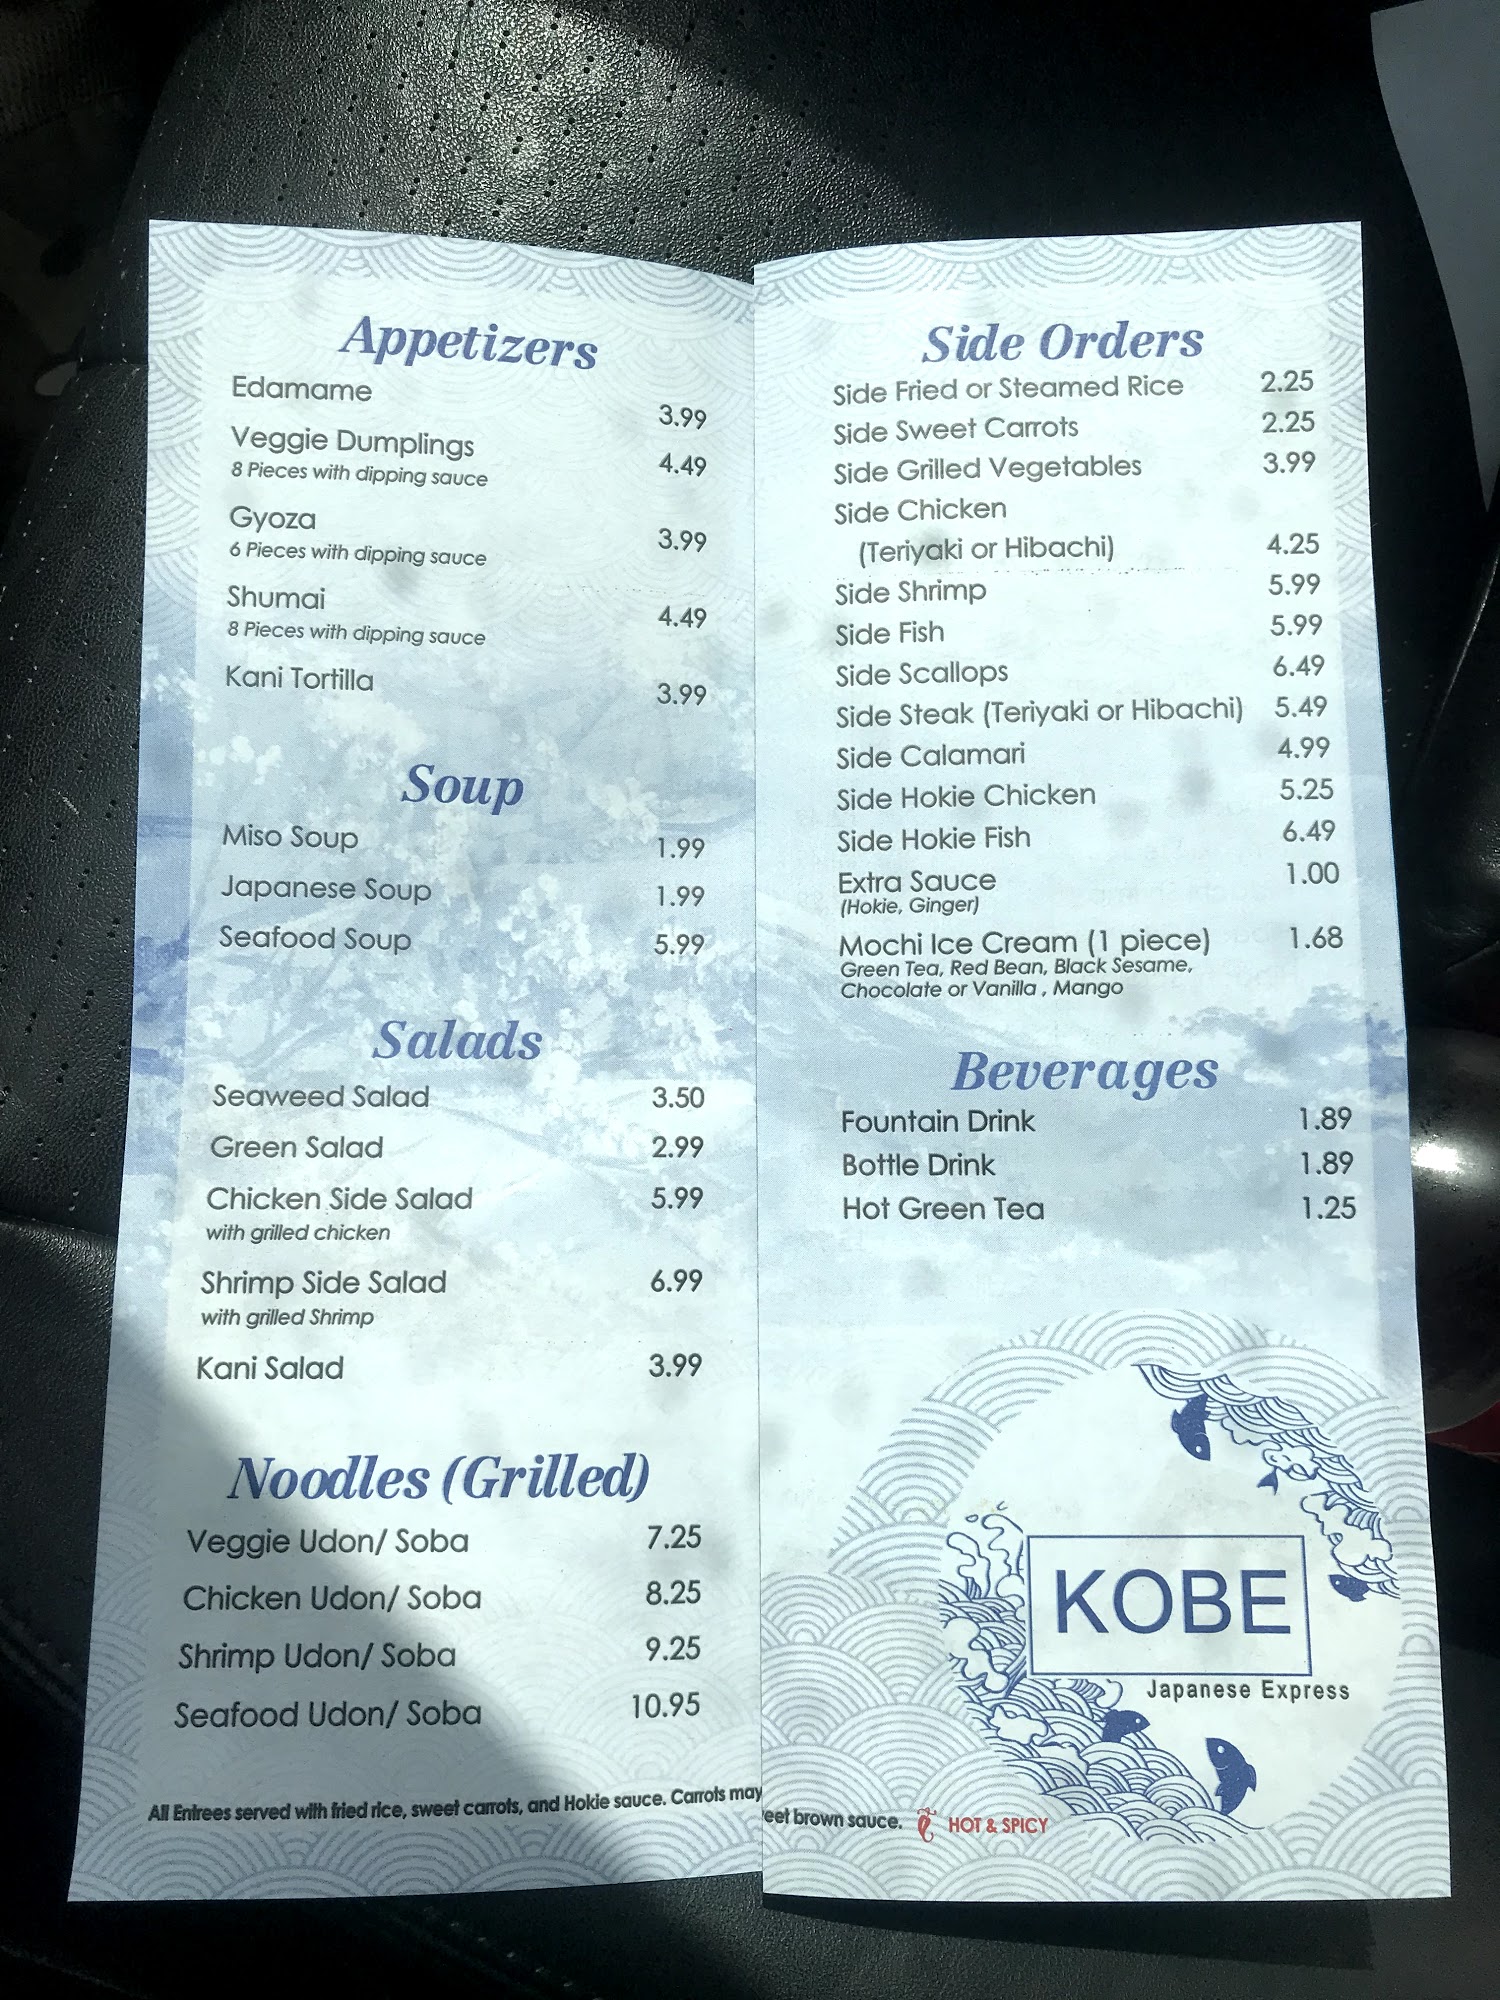 Appetizers
Edamame 3.99
Veggie Dumplings 4.49
8 Pieces with dipping sauce
Gyoza 3.99
6 Pieces with dipping sauce
Shumai 4.49
8 Pieces with dipping sauce
Kani Tortilla 3.99
Soup
Miso Soup 1.99
Japanese Soup 1.99
Seafood Soup 5.99
Salads
Seaweed Salad 3.50
Green Salad 2.99
Chicken Side Salad 5.99
with grilled chicken
Shrimp Side Salad 6.99
with grilled Shrimp
Kani Salad 3.99
Noodles (Grilled)
Veggie Udon/ Soba 7.25
Chicken Udon/ Soba 8.25
Shrimp Udon/ Soba 9.25
Seafood Udon/ Soba 10.95
All Entrees served with fried rice, sweet carrots, and Hokie sauce. Carrots may
Side Orders
Side Fried or Steamed Rice 2.25
Side Sweet Carrots 2.25
Side Grilled Vegetables 3.99
Side Chicken
(Teriyaki or Hibachi) 4.25
Side Shrimp 5.99
Side Fish 5.99
Side Scallops 6.49
Side Steak (Teriyaki or Hibachi) 5.49
Side Calamari 4.99
Side Hokie Chicken 5.25
Side Hokie Fish 6.49
Extra Sauce 1.00
(Hokie, Ginger)
Mochi Ice Cream (1 piece) 1.68
Green Tea, Red Bean, Black Sesame,
Chocolate or Vanilla , Mango
Beverages
Fountain Drink 1.89
Bottle Drink 1.89
Hot Green Tea 1.25
KOBE
Japanese Express
eet brown sauce. HOT & SPICY